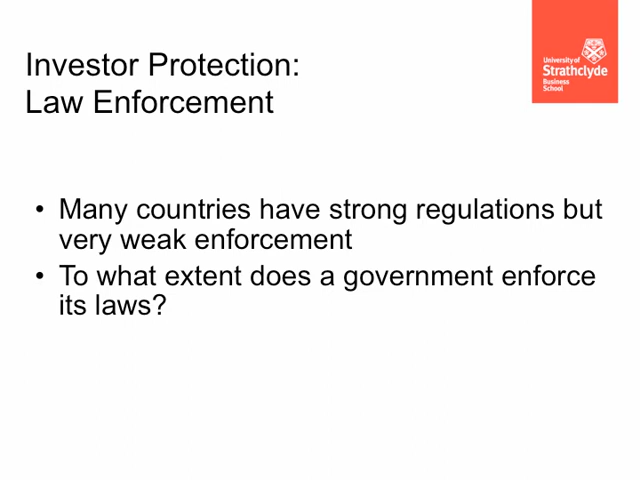 Investor Protection:
Law Enforcement
University of
Strathclyde
Business
School
• Many countries have strong regulations but
very weak enforcement
• To what extent does a government enforce
its laws?